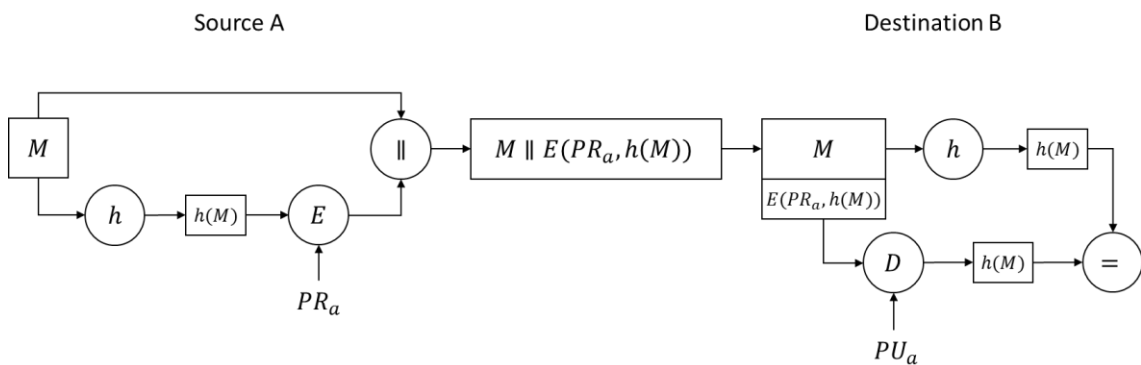 Source A
Destination B
M
h
h(M)
E
PR_a
∥
M ∥ E(PR_a, h(M))
M
E(PR_a, h(M))
h
h(M)
D
PU_a
h(M)
=